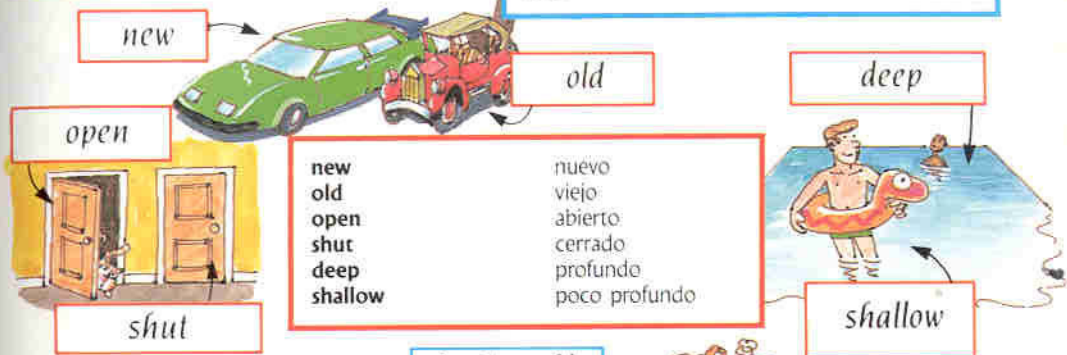 new
old
deep
open
new nuevo
old viejo
open abierto
shut cerrado
deep profundo
shallow poco profundo
shut
shallow